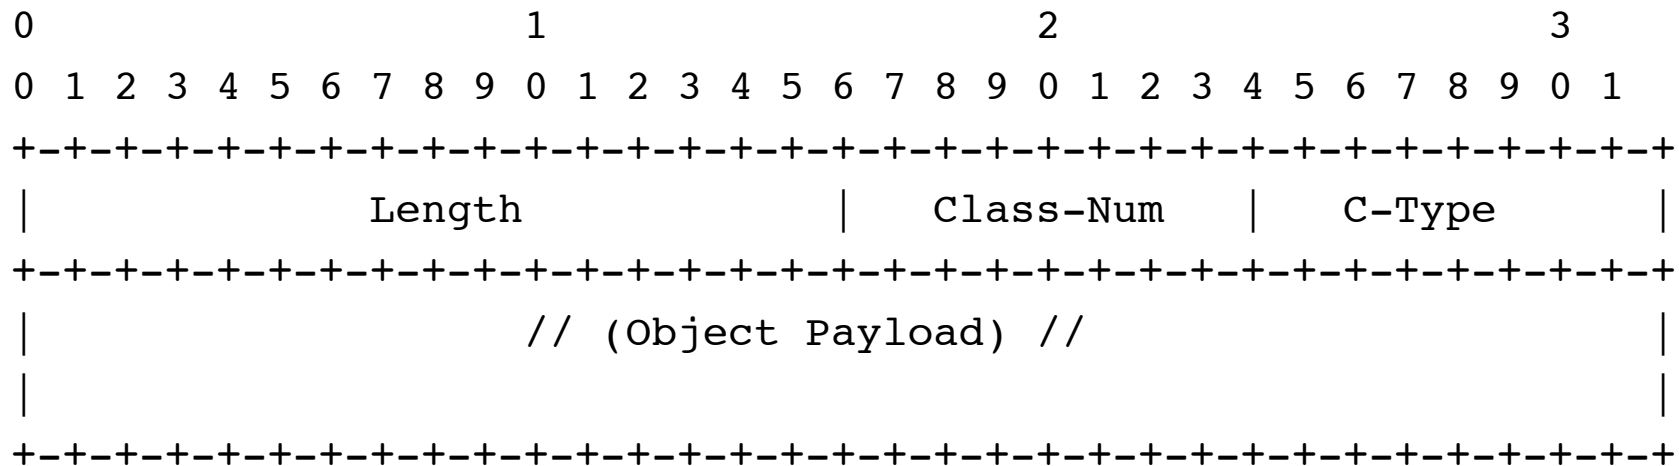 0                   1                   2                   3
0 1 2 3 4 5 6 7 8 9 0 1 2 3 4 5 6 7 8 9 0 1 2 3 4 5 6 7 8 9 0 1
+-+-+-+-+-+-+-+-+-+-+-+-+-+-+-+-+-+-+-+-+-+-+-+-+-+-+-+-+-+-+-+-+
|             Length            |   Class-Num   |   C-Type      |
+-+-+-+-+-+-+-+-+-+-+-+-+-+-+-+-+-+-+-+-+-+-+-+-+-+-+-+-+-+-+-+-+
|                   // (Object Payload) //                      |
|                                                               |
+-+-+-+-+-+-+-+-+-+-+-+-+-+-+-+-+-+-+-+-+-+-+-+-+-+-+-+-+-+-+-+-+